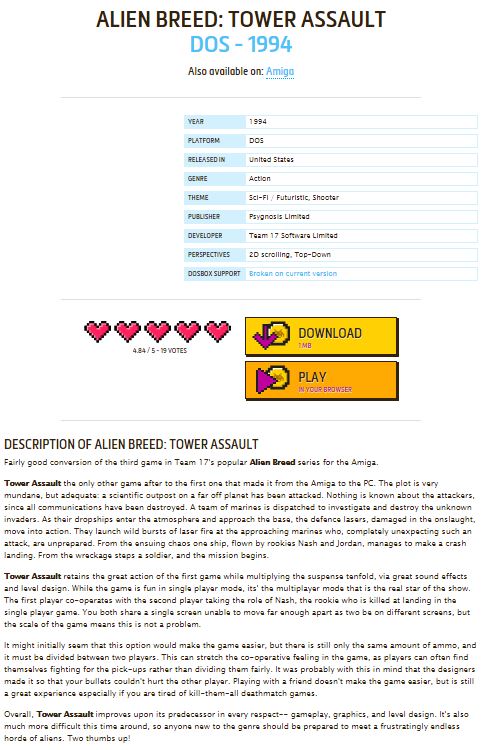 ALIEN BREED: TOWER ASSAULT
DOS - 1994
Also available on: Amiga
YEAR 1994
PLATFORM DOS
RELEASED IN United States
GENRE Action
THEME Sci-Fi / Futuristic, Shooter
PUBLISHER Psygnosis Limited
DEVELOPER Team 17 Software Limited
PERSPECTIVES 2D scrolling, Top-Down
DOSBOX SUPPORT Broken on current version
4.84 / 5 - 19 VOTES
DOWNLOAD
1 MB
PLAY
IN YOUR BROWSER
DESCRIPTION OF ALIEN BREED: TOWER ASSAULT
Fairly good conversion of the third game in Team 17's popular Alien Breed series for the Amiga.
Tower Assault the only other game after to the first one that made it from the Amiga to the PC. The plot is very
mundane, but adequate: a scientific outpost on a far off planet has been attacked. Nothing is known about the attackers,
since all communications have been destroyed. A team of marines is dispatched to investigate and destroy the unknown
invaders. As their dropships enter the atmosphere and approach the base, the defence lasers, damaged in the onslaught,
move into action. They launch wild bursts of laser fire at the approaching marines who, completely unexpecting such an
attack, are unprepared. From the ensuing chaos one ship, flown by rookies Nash and Jordan, manages to make a crash
landing. From the wreckage steps a soldier, and the mission begins.
Tower Assault retains the great action of the first game while multiplying the suspense tenfold, via great sound effects
and level design. While the game is fun in single player mode, its' the multiplayer mode that is the real star of the show.
The first player co-operates with the second player taking the role of Nash, the rookie who is killed at landing in the
single player game. You both share a single screen unable to move far enough apart as two be on different screens, but
the scale of the game means this is not a problem.
It might initially seem that this option would make the game easier, but there is still only the same amount of ammo, and
it must be divided between two players. This can stretch the co-operative feeling in the game, as players can often find
themselves fighting for the pick-ups rather than dividing them fairly. It was probably with this in mind that the designers
made it so that your bullets couldn't hurt the other player. Playing with a friend doesn't make the game easier, but is still
a great experience especially if you are tired of kill-them-all deathmatch games.
Overall, Tower Assault improves upon its predecessor in every respect-- gameplay, graphics, and level design. It's also
much more difficult this time around, so anyone new to the genre should be prepared to meet a frustratingly endless
horde of aliens. Two thumbs up!